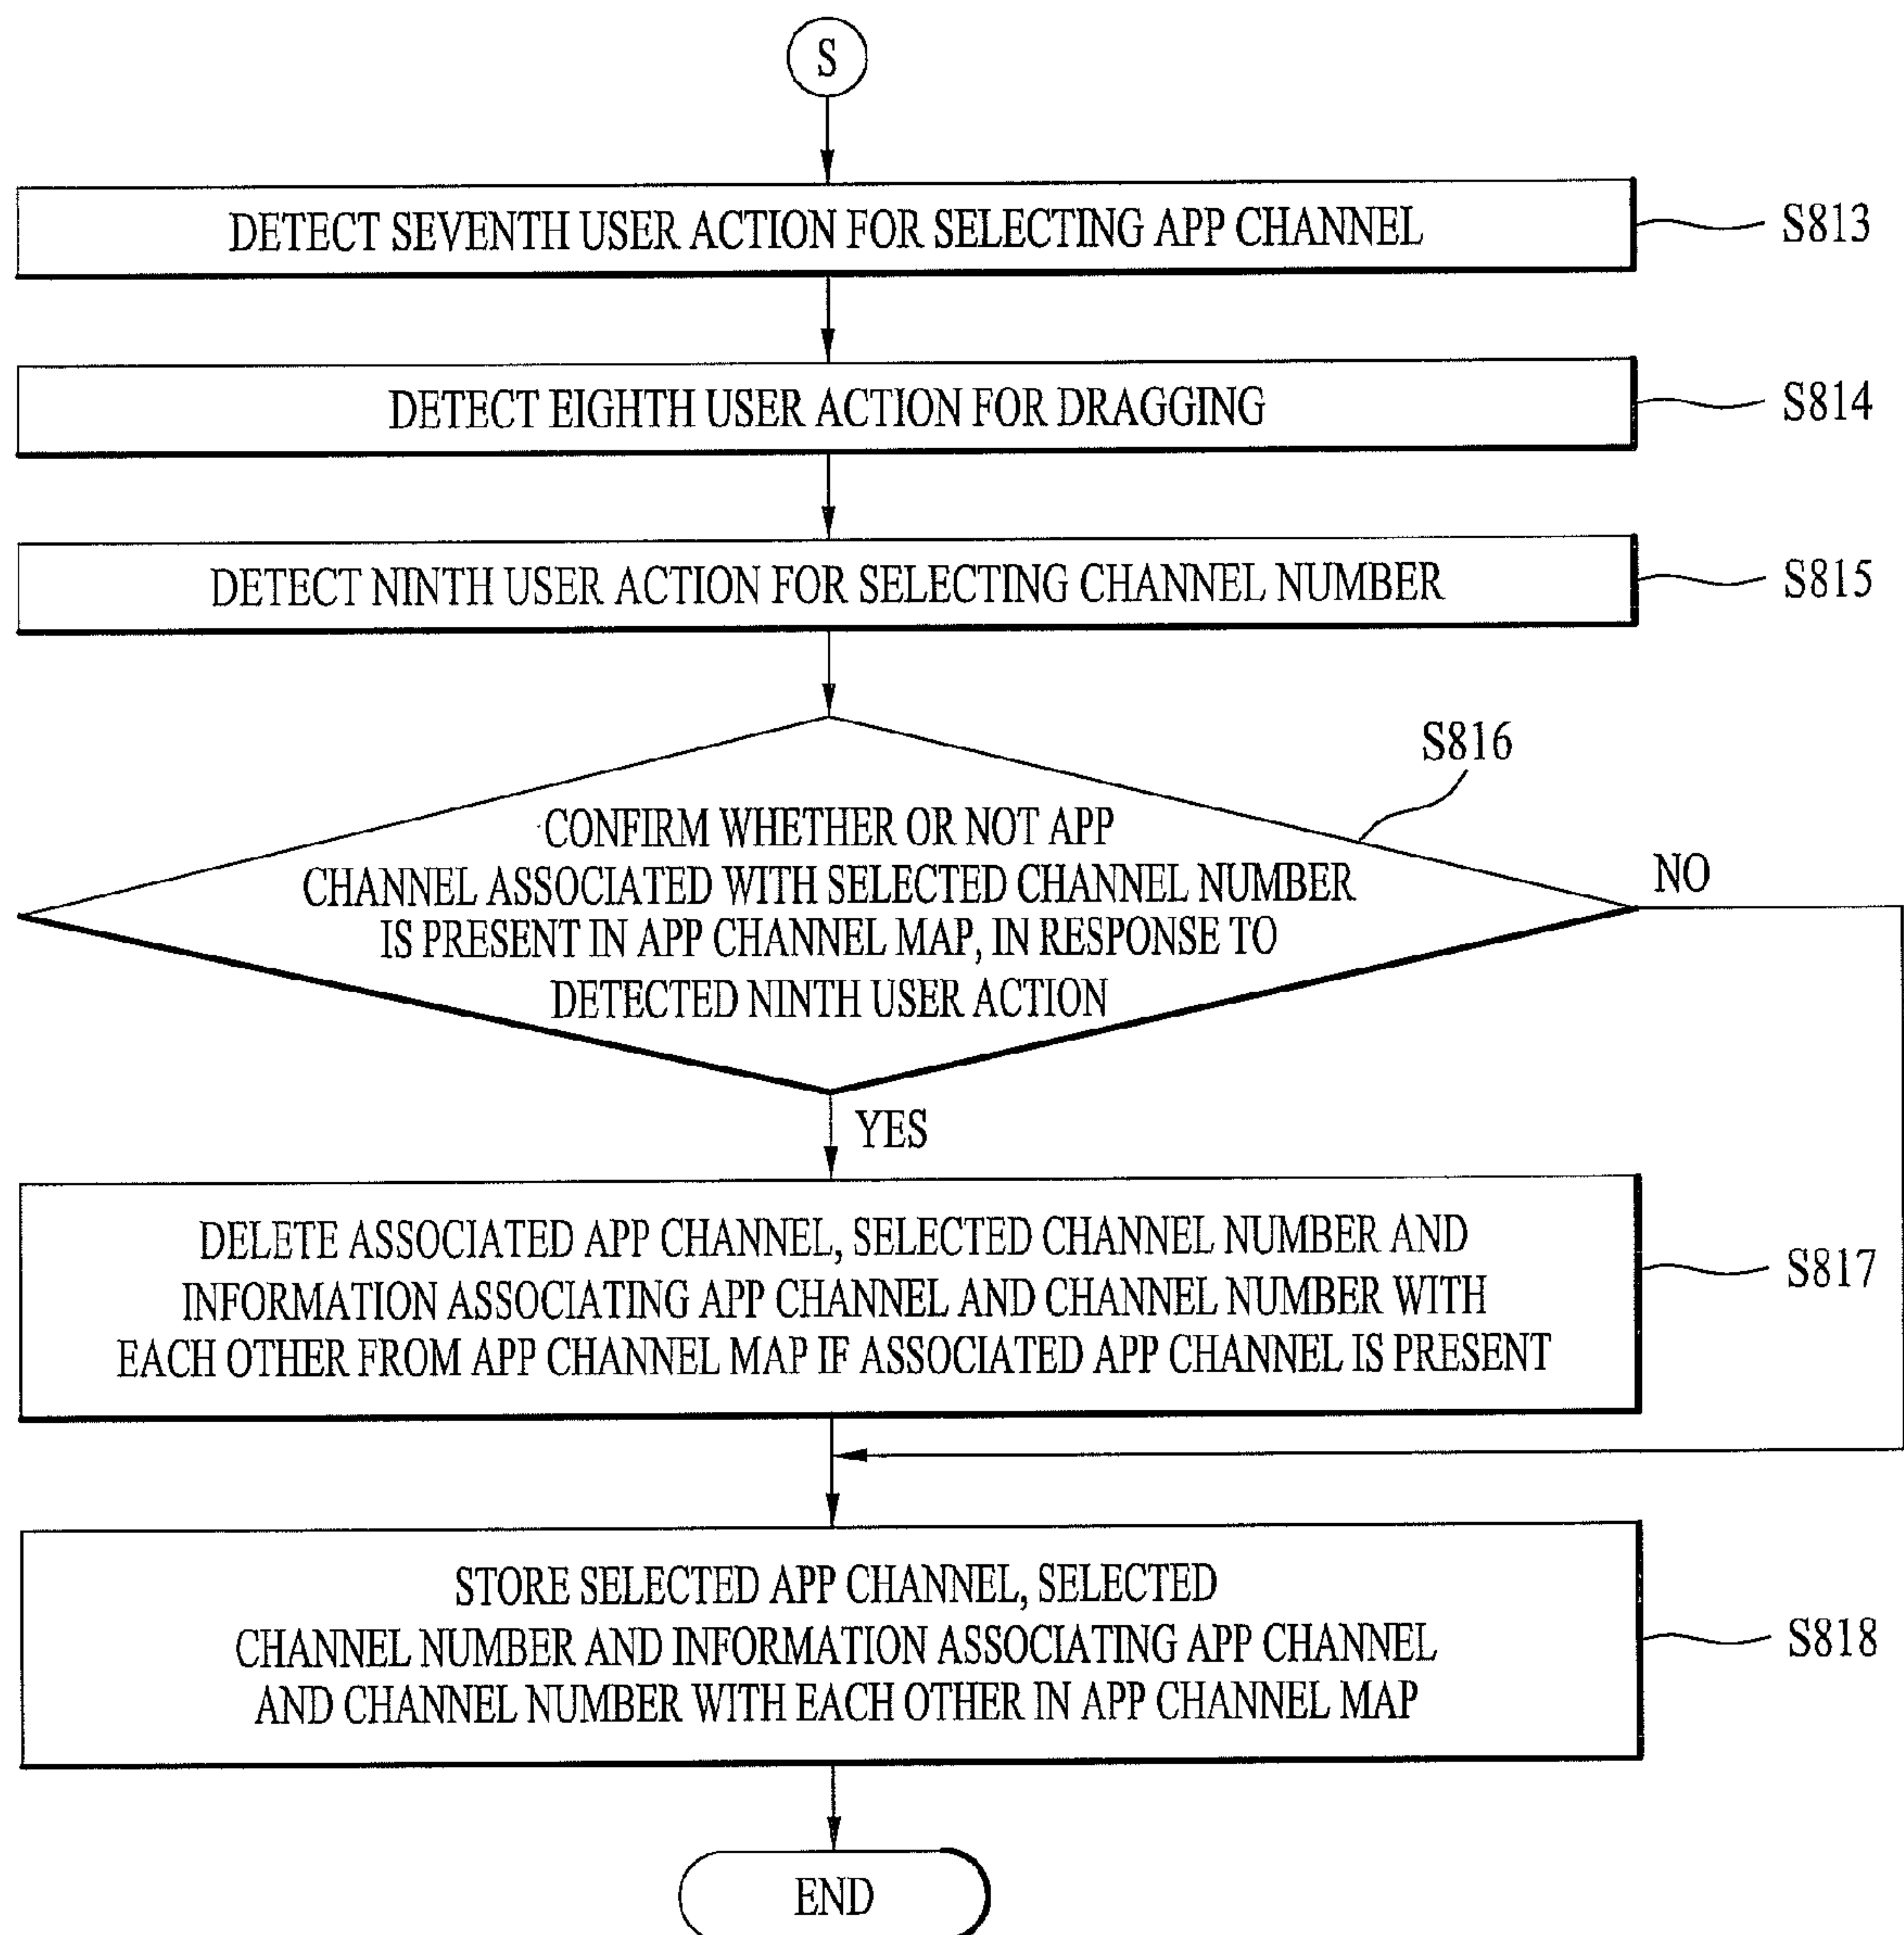 S
DETECT SEVENTH USER ACTION FOR SELECTING APP CHANNEL
S813
DETECT EIGHTH USER ACTION FOR DRAGGING
S814
DETECT NINTH USER ACTION FOR SELECTING CHANNEL NUMBER
S815
S816
CONFIRM WHETHER OR NOT APP
CHANNEL ASSOCIATED WITH SELECTED CHANNEL NUMBER
IS PRESENT IN APP CHANNEL MAP, IN RESPONSE TO
DETECTED NINTH USER ACTION
NO
YES
DELETE ASSOCIATED APP CHANNEL, SELECTED CHANNEL NUMBER AND
INFORMATION ASSOCIATING APP CHANNEL AND CHANNEL NUMBER WITH
EACH OTHER FROM APP CHANNEL MAP IF ASSOCIATED APP CHANNEL IS PRESENT
S817
STORE SELECTED APP CHANNEL, SELECTED
CHANNEL NUMBER AND INFORMATION ASSOCIATING APP CHANNEL
AND CHANNEL NUMBER WITH EACH OTHER IN APP CHANNEL MAP
S818
END